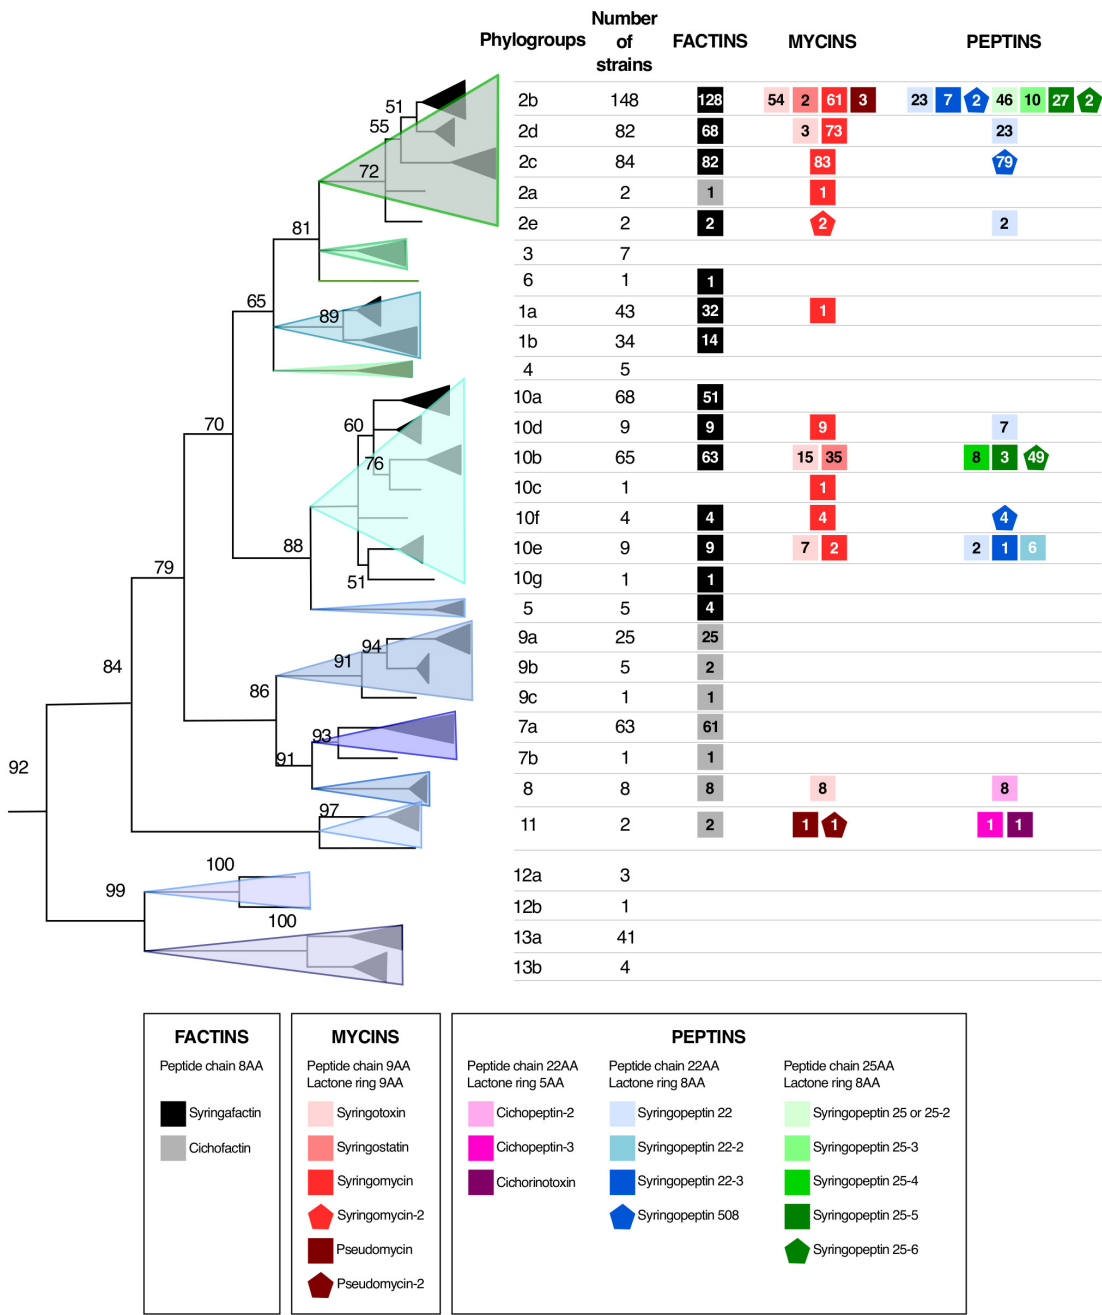 Phylogroups Number of strains FACTINS MYCINS PEPTINS
2b 148 128 54 2 61 3 23 7 2 46 10 27 2
2d 82 68 3 73 23
2c 84 82 83 79
2a 2 1 1
2e 2 2 2 2
3 7
6 1 1
1a 43 32 1
1b 34 14
4 5
10a 68 51
10d 9 9 9 7
10b 65 63 15 35 8 3 49
10c 1 1
10f 4 4 4 4
10e 9 9 7 2 2 1 6
10g 1 1
5 5 4
9a 25 25
9b 5 2
9c 1 1
7a 63 61
7b 1 1
8 8 8 8 8
11 2 2 1 1 1 1
12a 3
12b 1
13a 41
13b 4
51
55
72
81
65
89
70
60
76
88
51
79
94
91
84
86
93
91
92
97
100
99
100
FACTINS
Peptide chain 8AA
Syringafactin
Cichofactin
MYCINS
Peptide chain 9AA
Lactone ring 9AA
Syringotoxin
Syringostatin
Syringomycin
Syringomycin-2
Pseudomycin
Pseudomycin-2
PEPTINS
Peptide chain 22AA
Lactone ring 5AA
Cichopeptin-2
Cichopeptin-3
Cichorinotoxin
Peptide chain 22AA
Lactone ring 8AA
Syringopeptin 22
Syringopeptin 22-2
Syringopeptin 22-3
Syringopeptin 508
Peptide chain 25AA
Lactone ring 8AA
Syringopeptin 25 or 25-2
Syringopeptin 25-3
Syringopeptin 25-4
Syringopeptin 25-5
Syringopeptin 25-6